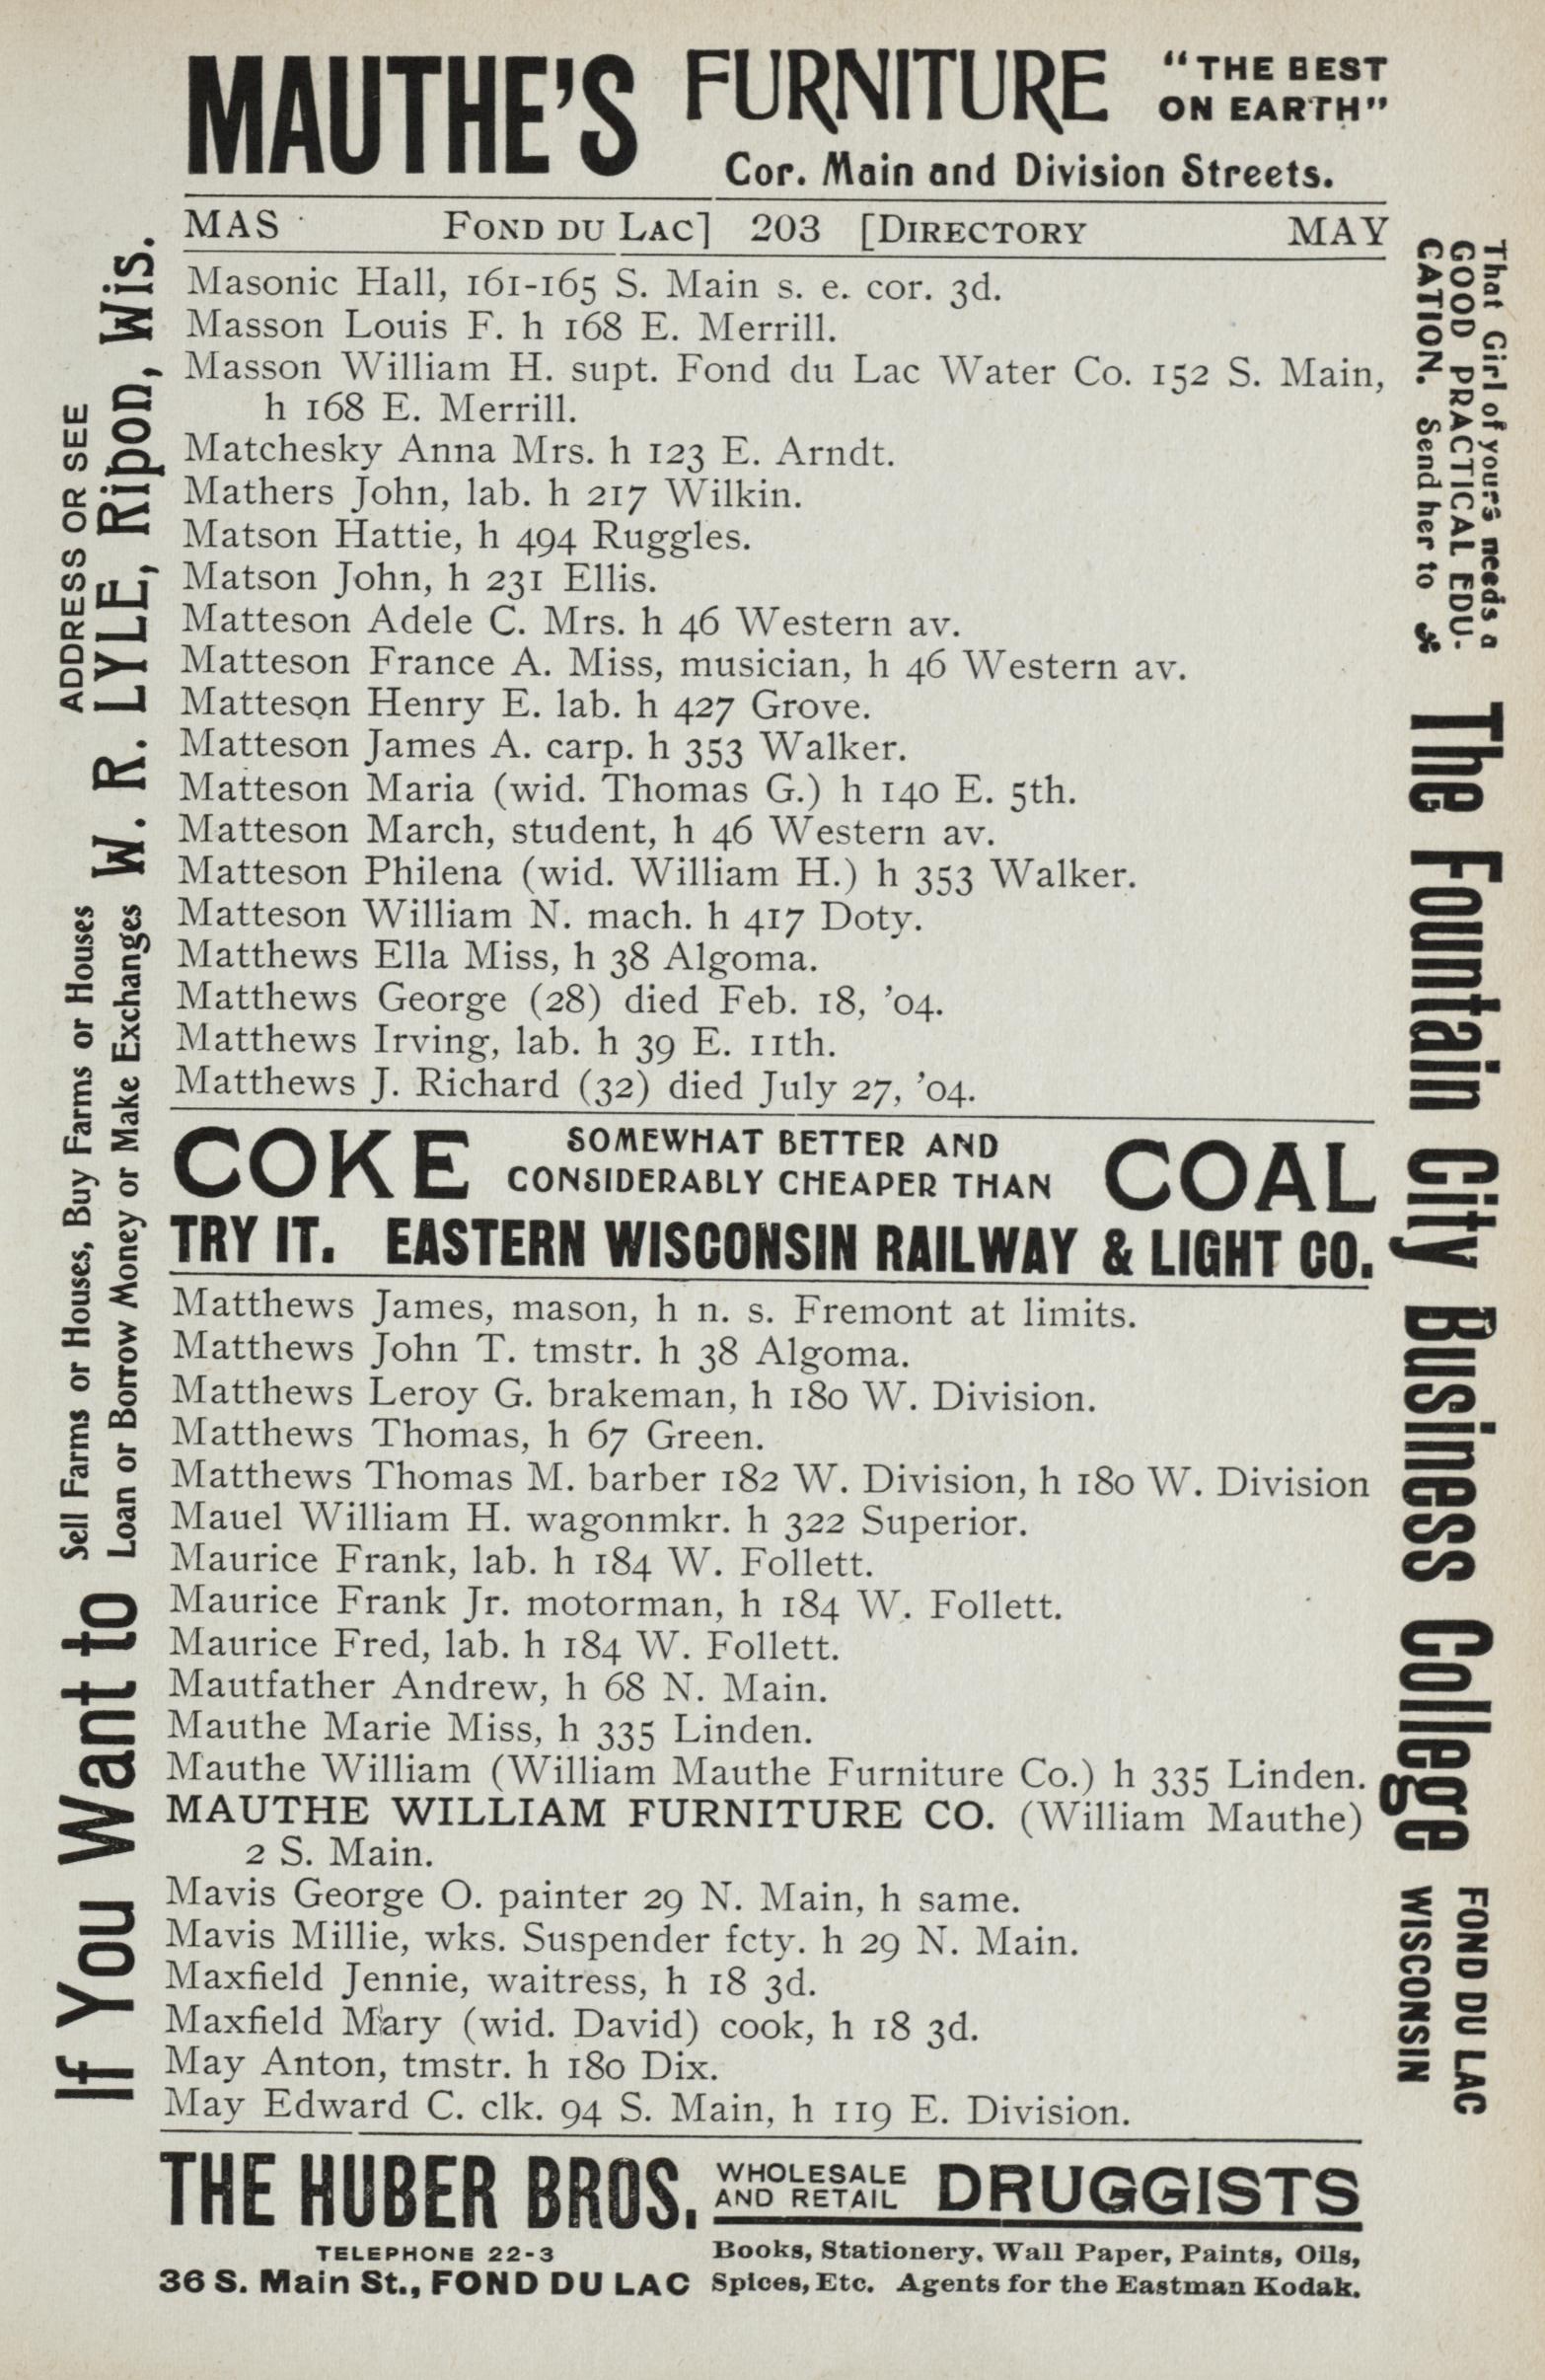 MAUTHE'S FURNITURE "THE BEST
ON EARTH"
Cor. Main and Division Streets.
MAS FOND DU LAC] 203 [DIRECTORY MAY
Masonic Hall, 161-165 S. Main s. e. cor. 3d.
Masson Louis F. h 168 E. Merrill.
Masson William H. supt. Fond du Lac Water Co. 152 S. Main,
h 168 E. Merrill.
Matchesky Anna Mrs. h 123 E. Arndt.
Mathers John, lab. h 217 Wilkin.
Matson Hattie, h 494 Ruggles.
Matson John, h 231 Ellis.
Matteson Adele C. Mrs. h 46 Western av.
Matteson France A. Miss, musician, h 46 Western av.
Matteson Henry E. lab. h 427 Grove.
Matteson James A. carp. h 353 Walker.
Matteson Maria (wid. Thomas G.) h 140 E. 5th.
Matteson March, student, h 46 Western av.
Matteson Philena (wid. William H.) h 353 Walker.
Matteson William N. mach. h 417 Doty.
Matthews Ella Miss, h 38 Algoma.
Matthews George (28) died Feb. 18, '04.
Matthews Irving, lab. h 39 E. 11th.
Matthews J. Richard (32) died July 27, '04.
COKE SOMEWHAT BETTER AND
CONSIDERABLY CHEAPER THAN COAL
TRY IT. EASTERN WISCONSIN RAILWAY & LIGHT CO.
Matthews James, mason, h n. s. Fremont at limits.
Matthews John T. tmstr. h 38 Algoma.
Matthews Leroy G. brakeman, h 180 W. Division.
Matthews Thomas, h 67 Green.
Matthews Thomas M. barber 182 W. Division, h 180 W. Division
Mauel William H. wagonmkr. h 322 Superior.
Maurice Frank, lab. h 184 W. Follett.
Maurice Frank Jr. motorman, h 184 W. Follett.
Maurice Fred, lab. h 184 W. Follett.
Mautfather Andrew, h 68 N. Main.
Mauthe Marie Miss, h 335 Linden.
Mauthe William (William Mauthe Furniture Co.) h 335 Linden.
MAUTHE WILLIAM FURNITURE CO. (William Mauthe)
2 S. Main.
Mavis George O. painter 29 N. Main, h same.
Mavis Millie, wks. Suspender fcty. h 29 N. Main.
Maxfield Jennie, waitress, h 18 3d.
Maxfield Mary (wid. David) cook, h 18 3d.
May Anton, tmstr. h 180 Dix.
May Edward C. clk. 94 S. Main, h 119 E. Division.
THE HUBER BROS. WHOLESALE
AND RETAIL DRUGGISTS
TELEPHONE 22-3
36 S. Main St., FOND DU LAC
Books, Stationery, Wall Paper, Paints, Oils,
Spices, Etc. Agents for the Eastman Kodak.
If You Want to
Sell Farms or Houses, Buy Farms or Houses
Loan or Borrow Money or Make Exchanges
ADDRESS OR SEE
W. R. LYLE, Ripon, Wis.
That Girl of yours needs a
GOOD PRACTICAL EDU-
CATION. Send her to
The Fountain City Business College
FOND DU LAC
WISCONSIN